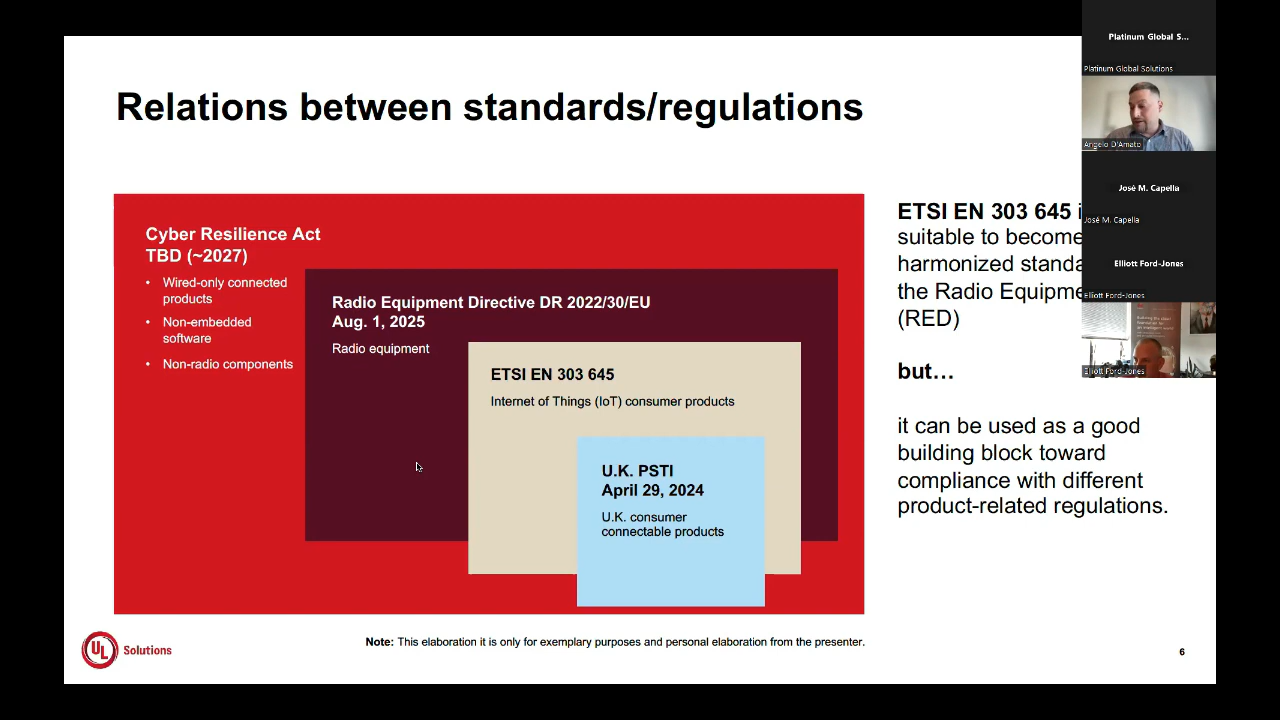 Relations between standards/regulations
Cyber Resilience Act
TBD (~2027)
• Wired-only connected
products
• Non-embedded
software
• Non-radio components
Radio Equipment Directive DR 2022/30/EU
Aug. 1, 2025
Radio equipment
ETSI EN 303 645
Internet of Things (IoT) consumer products
U.K. PSTI
April 29, 2024
U.K. consumer
connectable products
ETSI EN 303 645
suitable to become
harmonized
the Radio
(RED)
but…
it can be used as a good
building block toward
compliance with different
product-related regulations.
Note: This elaboration it is only for exemplary purposes and personal elaboration from the presenter.
UL Solutions
6
Platinum Global S...
Platinum Global Solutions
Angelo D'Amato
José M. Capella
José M. Capella
Elliott Ford-Jones
Elliott Ford-Jones
Elliott Ford-Jones